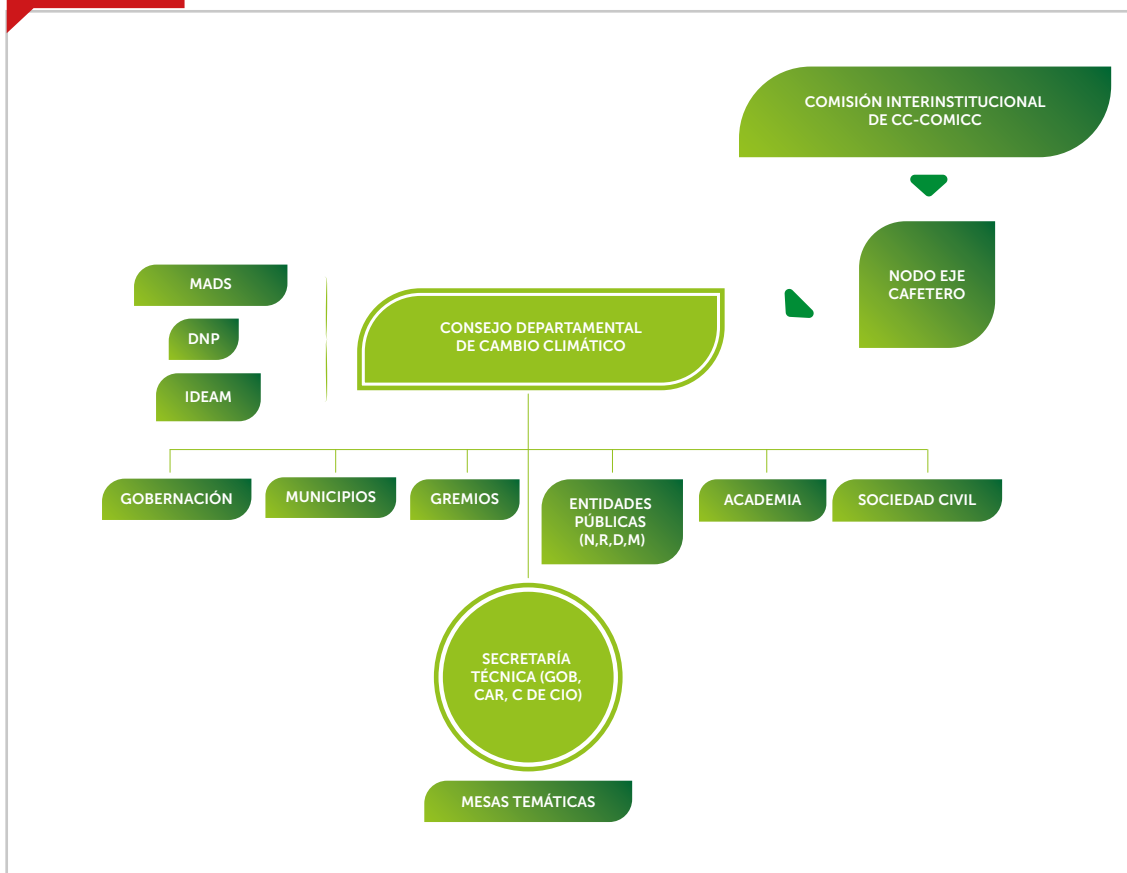 COMISIÓN INTERINSTITUCIONAL
DE CC-COMICC
NODO EJE
CAFETERO
MADS
DNP
IDEAM
CONSEJO DEPARTAMENTAL
DE CAMBIO CLIMÁTICO
GOBERNACIÓN
MUNICIPIOS
GREMIOS
ENTIDADES
PÚBLICAS
(N,R,D,M)
ACADEMIA
SOCIEDAD CIVIL
SECRETARÍA
TÉCNICA (GOB,
CAR, C DE CIO)
MESAS TEMÁTICAS